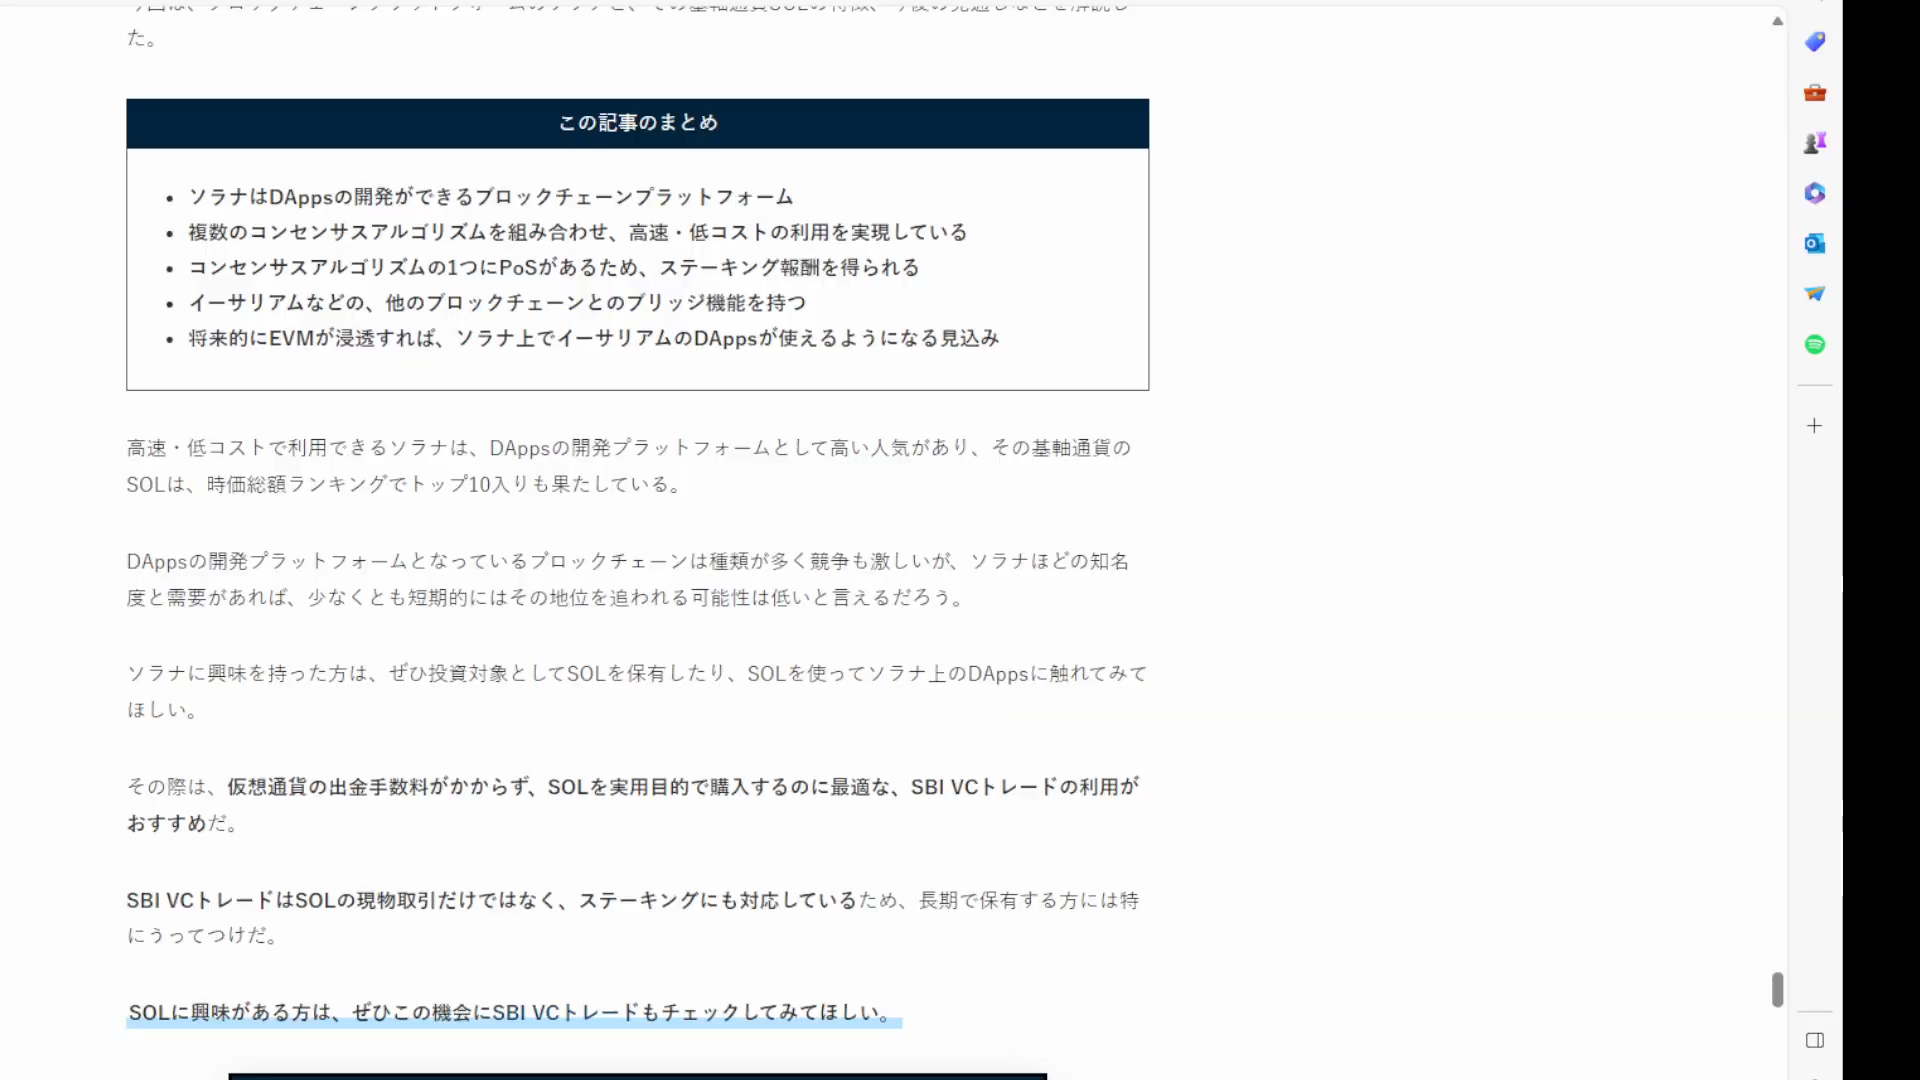 た。
この記事のまとめ
• ソラナはDAppsの開発ができるブロックチェーンプラットフォーム
• 複数のコンセンサスアルゴリズムを組み合わせ、高速・低コストの利用を実現している
• コンセンサスアルゴリズムの1つにPoSがあるため、ステーキング報酬を得られる
• イーサリアムなどの、他のブロックチェーンとのブリッジ機能を持つ
• 将来的にEVMが浸透すれば、ソラナ上でイーサリアムのDAppsが使えるようになる見込み
高速・低コストで利用できるソラナは、DAppsの開発プラットフォームとして高い人気があり、その基軸通貨の
SOLは、時価総額ランキングでトップ10入りも果たしている。
DAppsの開発プラットフォームとなっているブロックチェーンは種類が多く競争も激しいが、ソラナほどの知名
度と需要があれば、少なくとも短期的にはその地位を追われる可能性は低いと言えるだろう。
ソラナに興味を持った方は、ぜひ投資対象としてSOLを保有したり、SOLを使ってソラナ上のDAppsに触れてみて
ほしい。
その際は、仮想通貨の出金手数料がかからず、SOLを実用目的で購入するのに最適な、SBI VCトレードの利用が
おすすめだ。
SBI VCトレードはSOLの現物取引だけではなく、ステーキングにも対応しているため、長期で保有する方には特
にうってつけだ。
SOLに興味がある方は、ぜひこの機会にSBI VCトレードもチェックしてみてほしい。